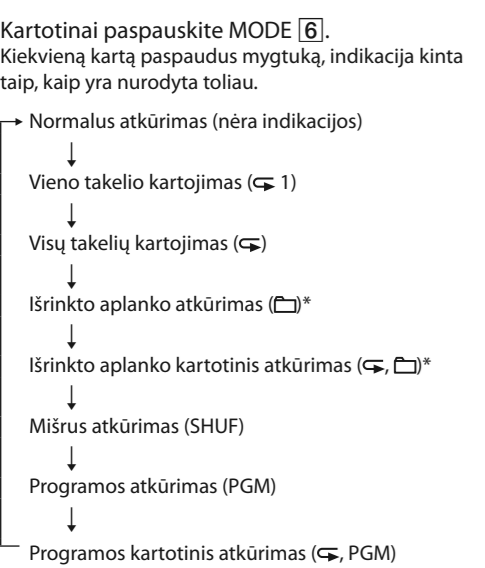 Kartotinai paspauskite MODE 6.
Kiekvieną kartą paspaudus mygtuką, indikacija kinta
taip, kaip yra nurodyta toliau.
Normalus atkūrimas (nėra indikacijos)
Vieno takelio kartojimas ( 1)
Visų takelių kartojimas ()
Išrinkto aplanko atkūrimas ()*
Išrinkto aplanko kartotinis atkūrimas (, )*
Mišrus atkūrimas (SHUF)
Programos atkūrimas (PGM)
Programos kartotinis atkūrimas (, PGM)